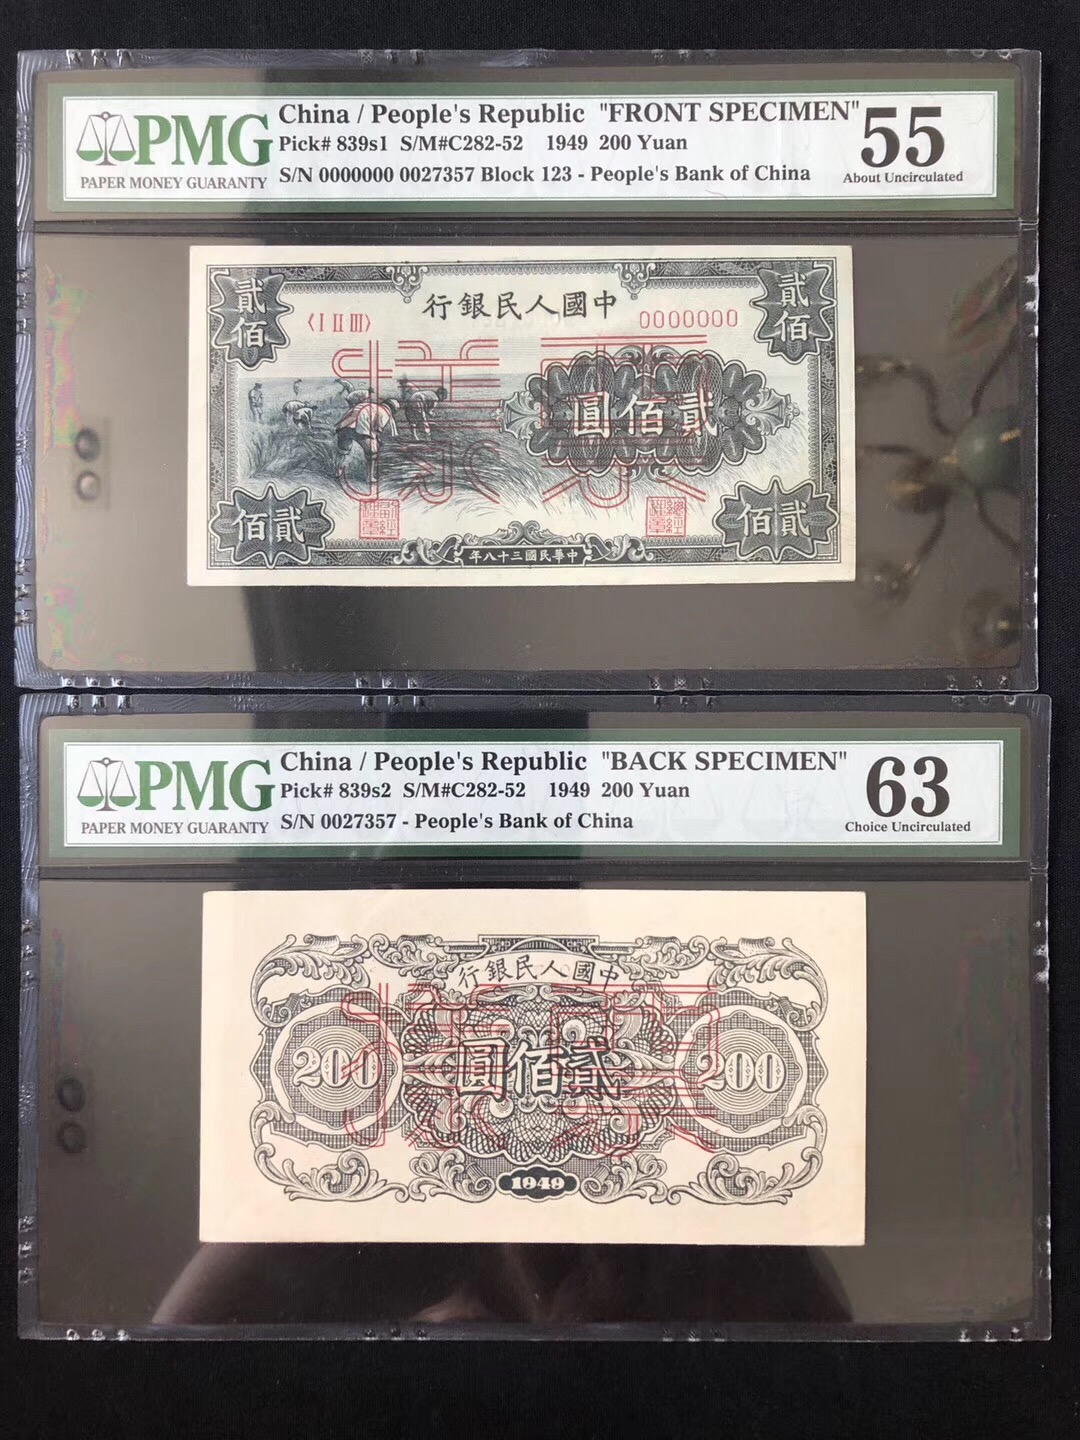 PMG
PAPER MONEY GUARANTY
China / People's Republic "FRONT SPECIMEN"
Pick# 839s1 S/M#C282-52 1949 200 Yuan
S/N 0000000 0027357 Block 123 - People's Bank of China
55
About Uncirculated
貳佰
行銀民人國中
貳佰
〈I II III〉
0000000
樣 票
圓佰貳
佰貳
佰貳
年八十三國民華中
PMG
PAPER MONEY GUARANTY
China / People's Republic "BACK SPECIMEN"
Pick# 839s2 S/M#C282-52 1949 200 Yuan
S/N 0027357 - People's Bank of China
63
Choice Uncirculated
行銀民人國中
樣 票
200
圓佰貳
200
1949